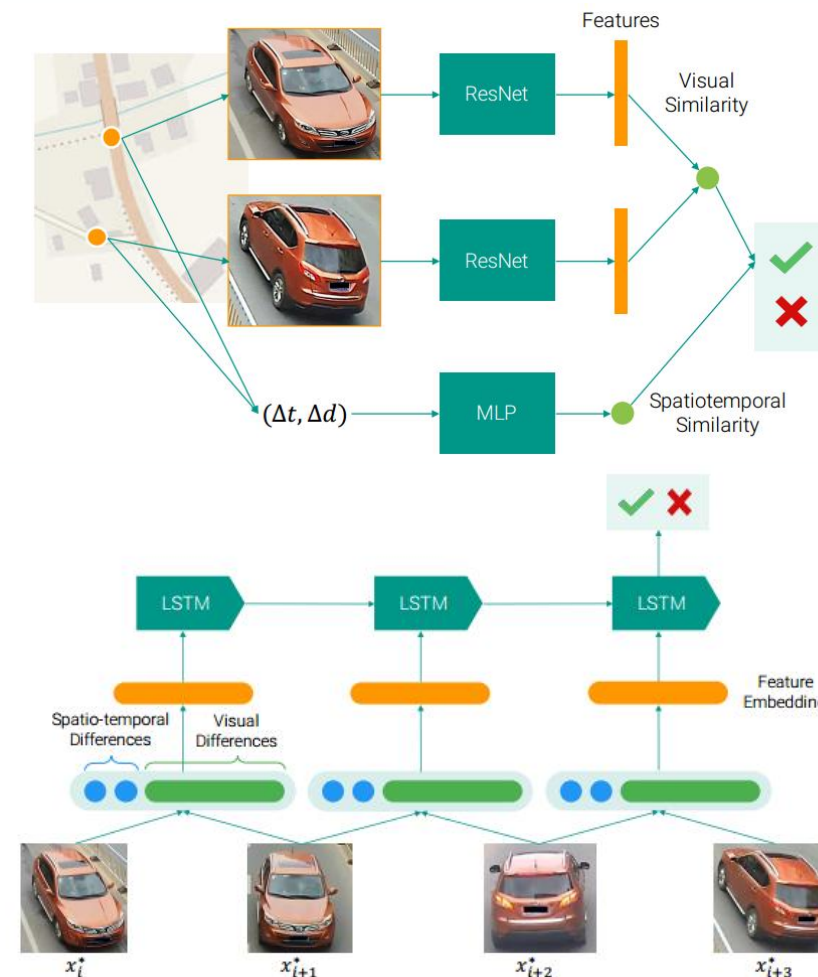 Features
ResNet
Visual
Similarity
ResNet
(Δt, Δd)
MLP
Spatiotemporal
Similarity
LSTM
LSTM
LSTM
Feature
Embedding
Spatio-temporal
Differences
Visual
Differences
x*i
x*i+1
x*i+2
x*i+3